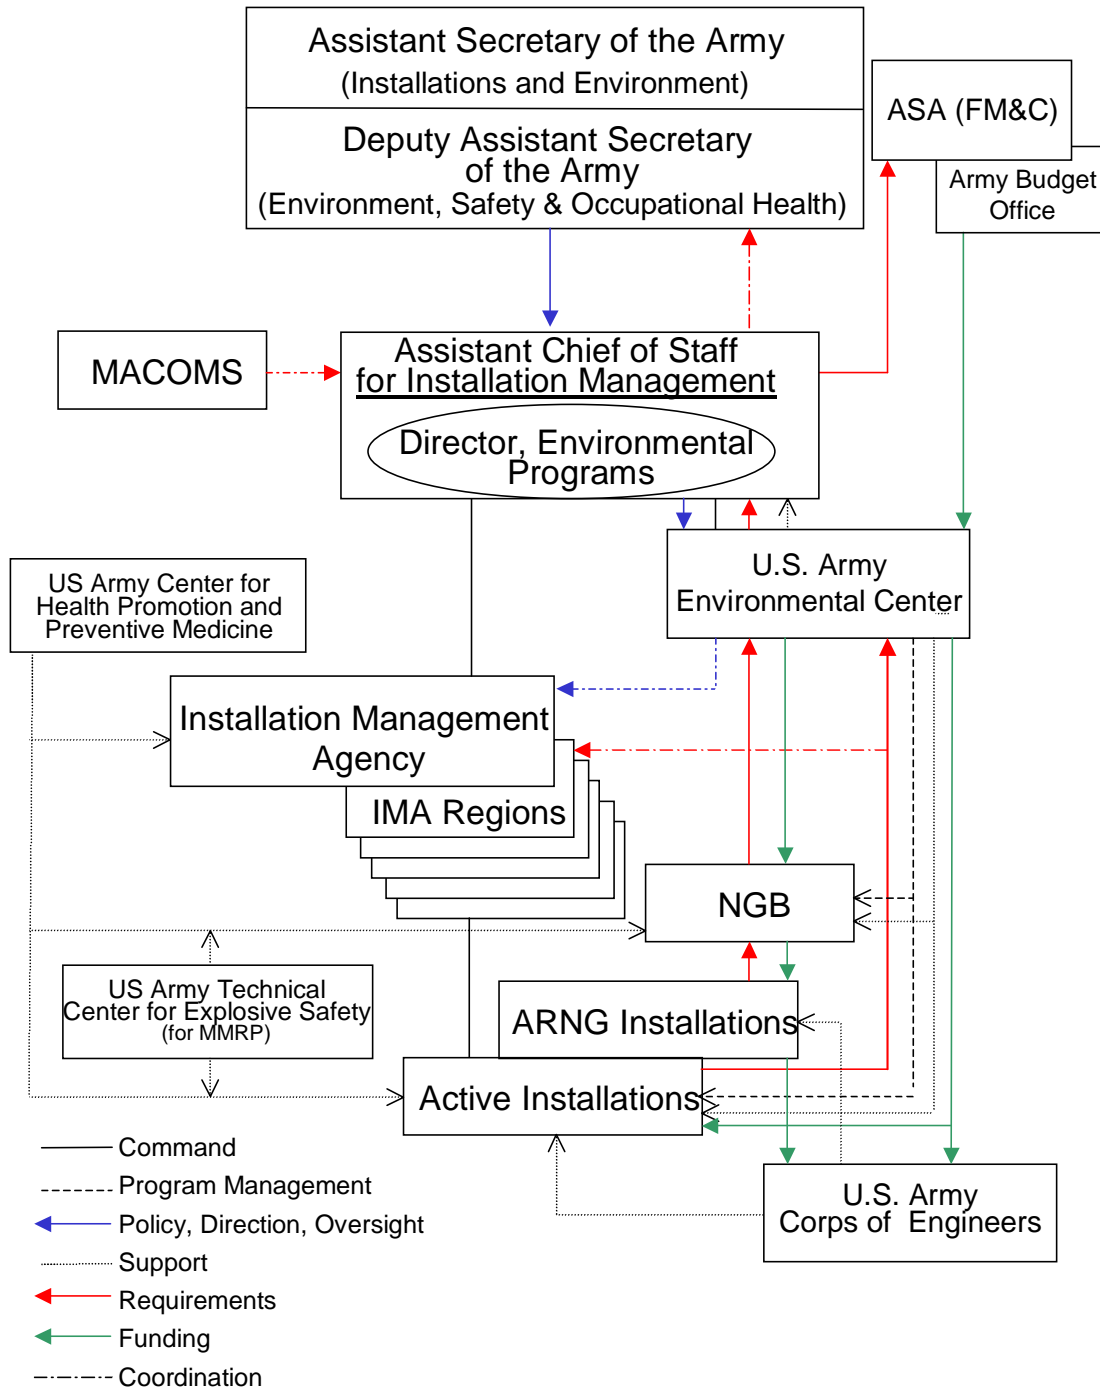 Assistant Secretary of the Army
(Installations and Environment)
Deputy Assistant Secretary
of the Army
(Environment, Safety & Occupational Health)
ASA (FM&C)
Army Budget
Office
MACOMS
Assistant Chief of Staff
for Installation Management
Director, Environmental
Programs
U.S. Army
Environmental Center
US Army Center for
Health Promotion and
Preventive Medicine
Installation Management
Agency
IMA Regions
NGB
US Army Technical
Center for Explosive Safety
(for MMRP)
ARNG Installations
Active Installations
U.S. Army
Corps of Engineers
Command
Program Management
Policy, Direction, Oversight
Support
Requirements
Funding
Coordination